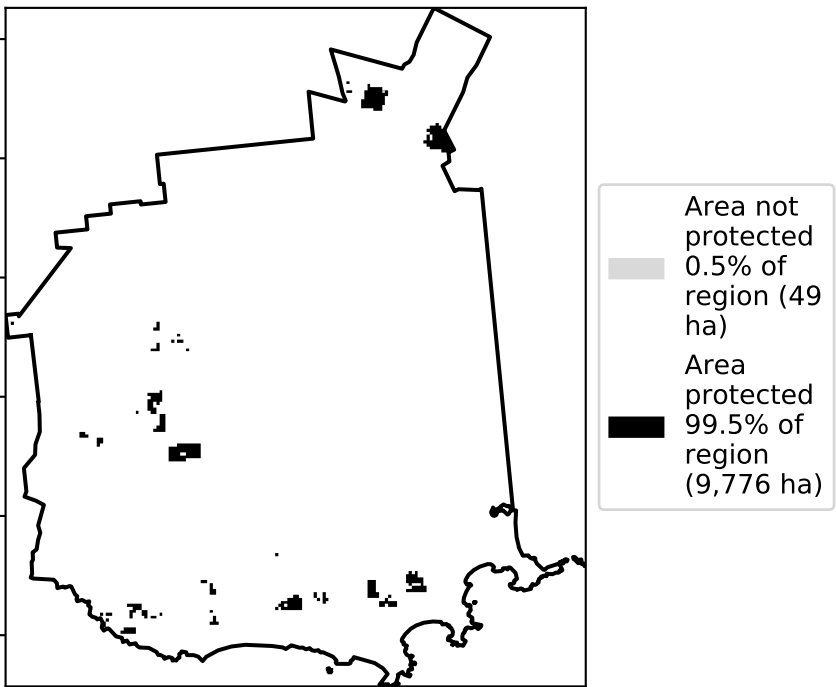 Area not
protected
0.5% of
region (49
ha)
Area
protected
99.5% of
region
(9,776 ha)